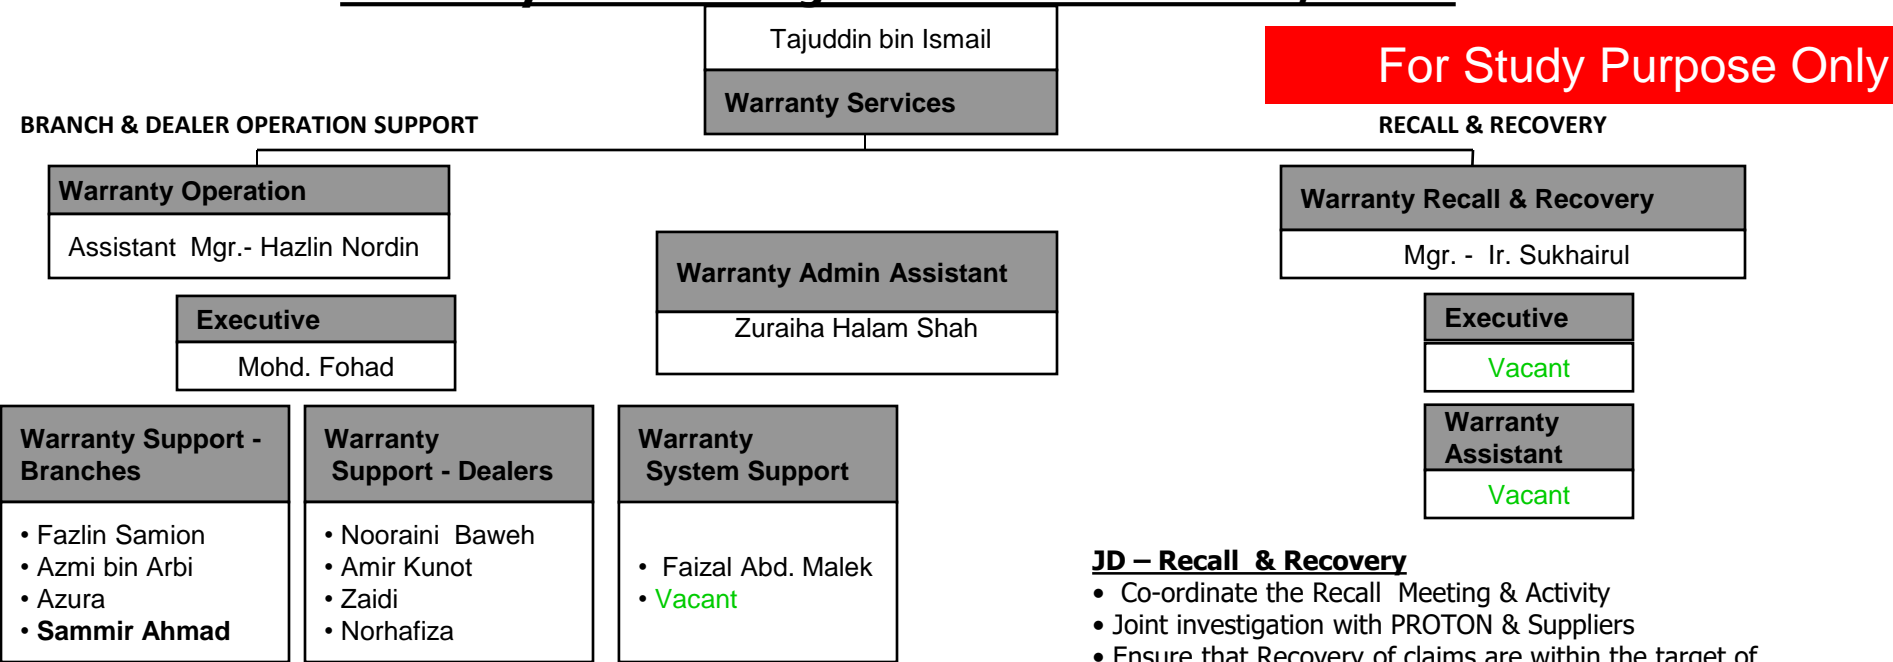 Tajuddin bin Ismail
For Study Purpose Only
Warranty Services
BRANCH & DEALER OPERATION SUPPORT
RECALL & RECOVERY
Warranty Operation
Assistant Mgr.- Hazlin Nordin
Warranty Recall & Recovery
Mgr. - Ir. Sukhairul
Warranty Admin Assistant
Zuraiha Halam Shah
Executive
Mohd. Fohad
Executive
Vacant
Warranty
Assistant
Vacant
Warranty Support -
Branches
• Fazlin Samion
• Azmi bin Arbi
• Azura
• Sammir Ahmad
Warranty
Support - Dealers
• Nooraini Baweh
• Amir Kunot
• Zaidi
• Norhafiza
Warranty
System Support
• Faizal Abd. Malek
• Vacant
JD – Recall & Recovery
• Co-ordinate the Recall Meeting & Activity
• Joint investigation with PROTON & Suppliers
• Ensure that Recovery of claims are within the target of